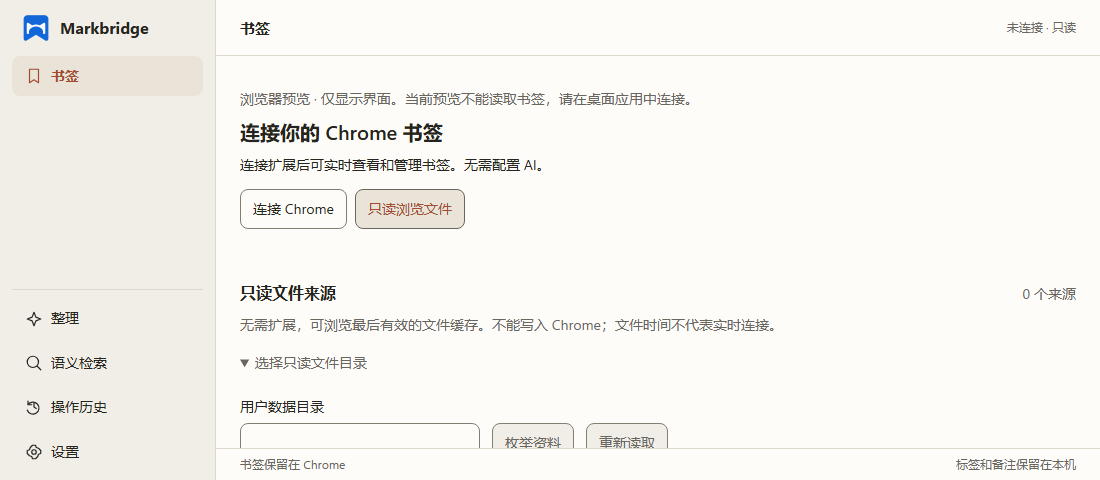 Markbridge
书签
整理
语义检索
操作历史
设置
书签
未连接 · 只读
浏览器预览 · 仅显示界面。当前预览不能读取书签，请在桌面应用中连接。
连接你的 Chrome 书签
连接扩展后可实时查看和管理书签。无需配置 AI。
连接 Chrome
只读浏览文件
只读文件来源
0 个来源
无需扩展，可浏览最后有效的文件缓存。不能写入 Chrome；文件时间不代表实时连接。
▼ 选择只读文件目录
用户数据目录
枚举资料
重新读取
书签保留在 Chrome
标签和备注保留在本机